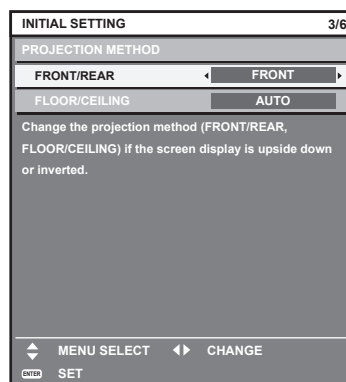 INITIAL SETTING 3/6
PROJECTION METHOD
FRONT/REAR FRONT
FLOOR/CEILING AUTO
Change the projection method (FRONT/REAR,
FLOOR/CEILING) if the screen display is upside down
or inverted.
MENU SELECT CHANGE
ENTER SET